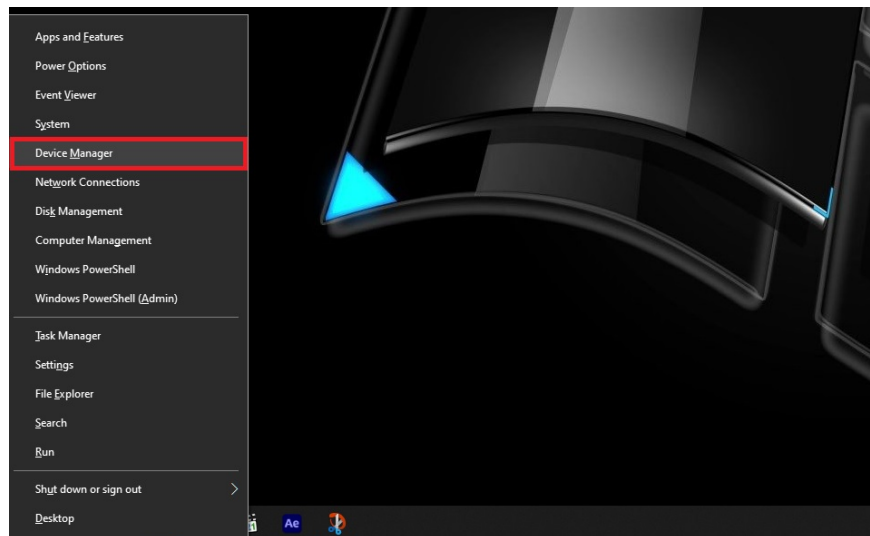 Apps and Features
Power Options
Event Viewer
System
Device Manager
Network Connections
Disk Management
Computer Management
Windows PowerShell
Windows PowerShell (Admin)
Task Manager
Settings
File Explorer
Search
Run
Shut down or sign out
Desktop
Ae